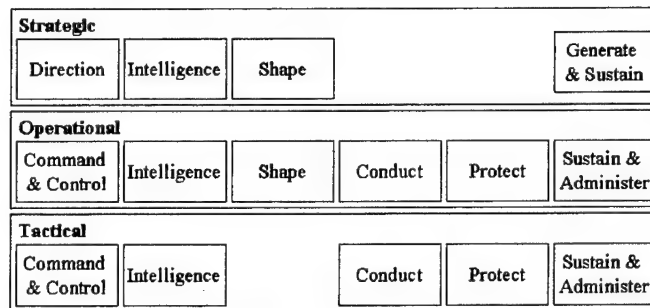 Strategic
Direction
Intelligence
Shape
Generate
& Sustain
Operational
Command
& Control
Intelligence
Shape
Conduct
Protect
Sustain &
Administer
Tactical
Command
& Control
Intelligence
Conduct
Protect
Sustain &
Administer